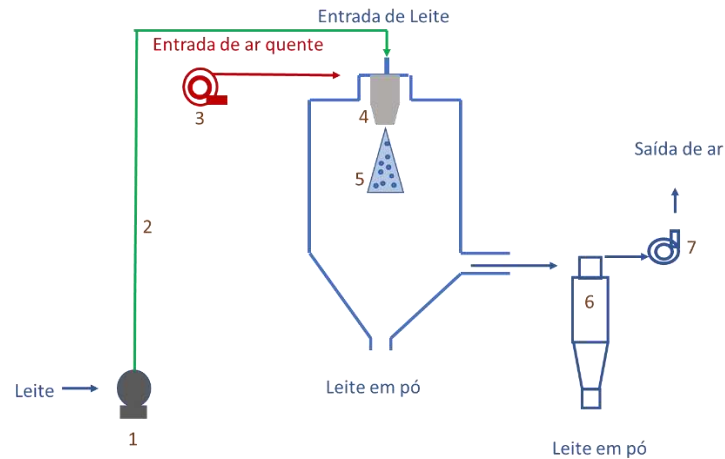 Entrada de Leite
Entrada de ar quente
3
4
5
2
Saída de ar
7
6
Leite
1
Leite em pó
Leite em pó